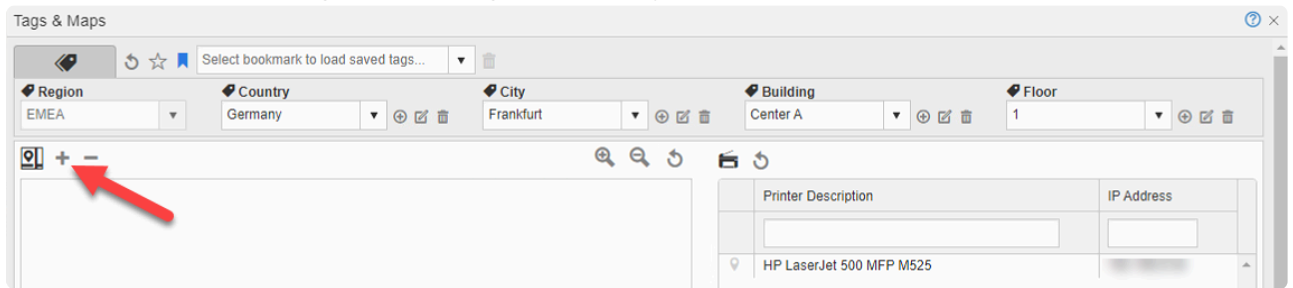 Tags & Maps
Select bookmark to load saved tags...
Region Country City Building Floor
EMEA Germany Frankfurt Center A 1
Printer Description IP Address
HP LaserJet 500 MFP M525